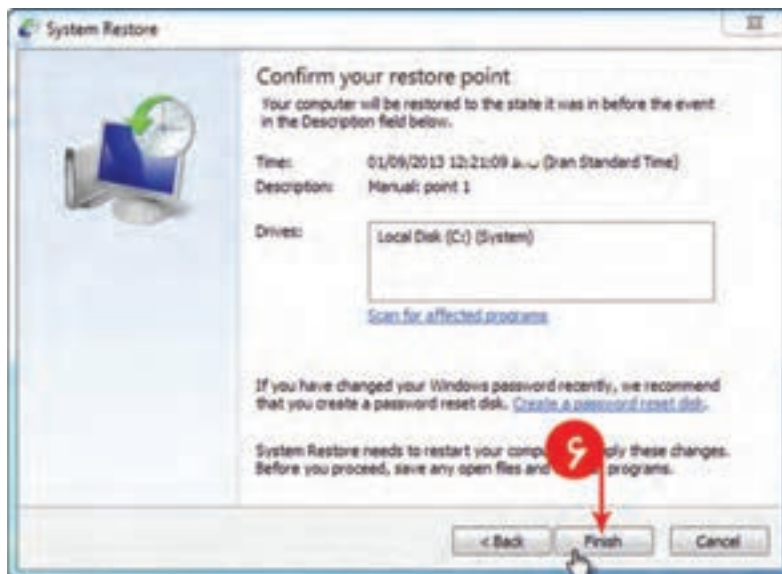 System Restore
Confirm your restore point
Your computer will be restored to the state it was in before the event
in the Description field below.
Time: 01/09/2013 12:21:09 ب.ظ (Iran Standard Time)
Description: Manual: point 1
Drives: Local Disk (C:) (System)
Scan for affected programs
If you have changed your Windows password recently, we recommend
that you create a password reset disk. Create a password reset disk.
System Restore needs to restart your ply these changes.
Before you proceed, save any open files and programs.
۶
< Back Finish Cancel